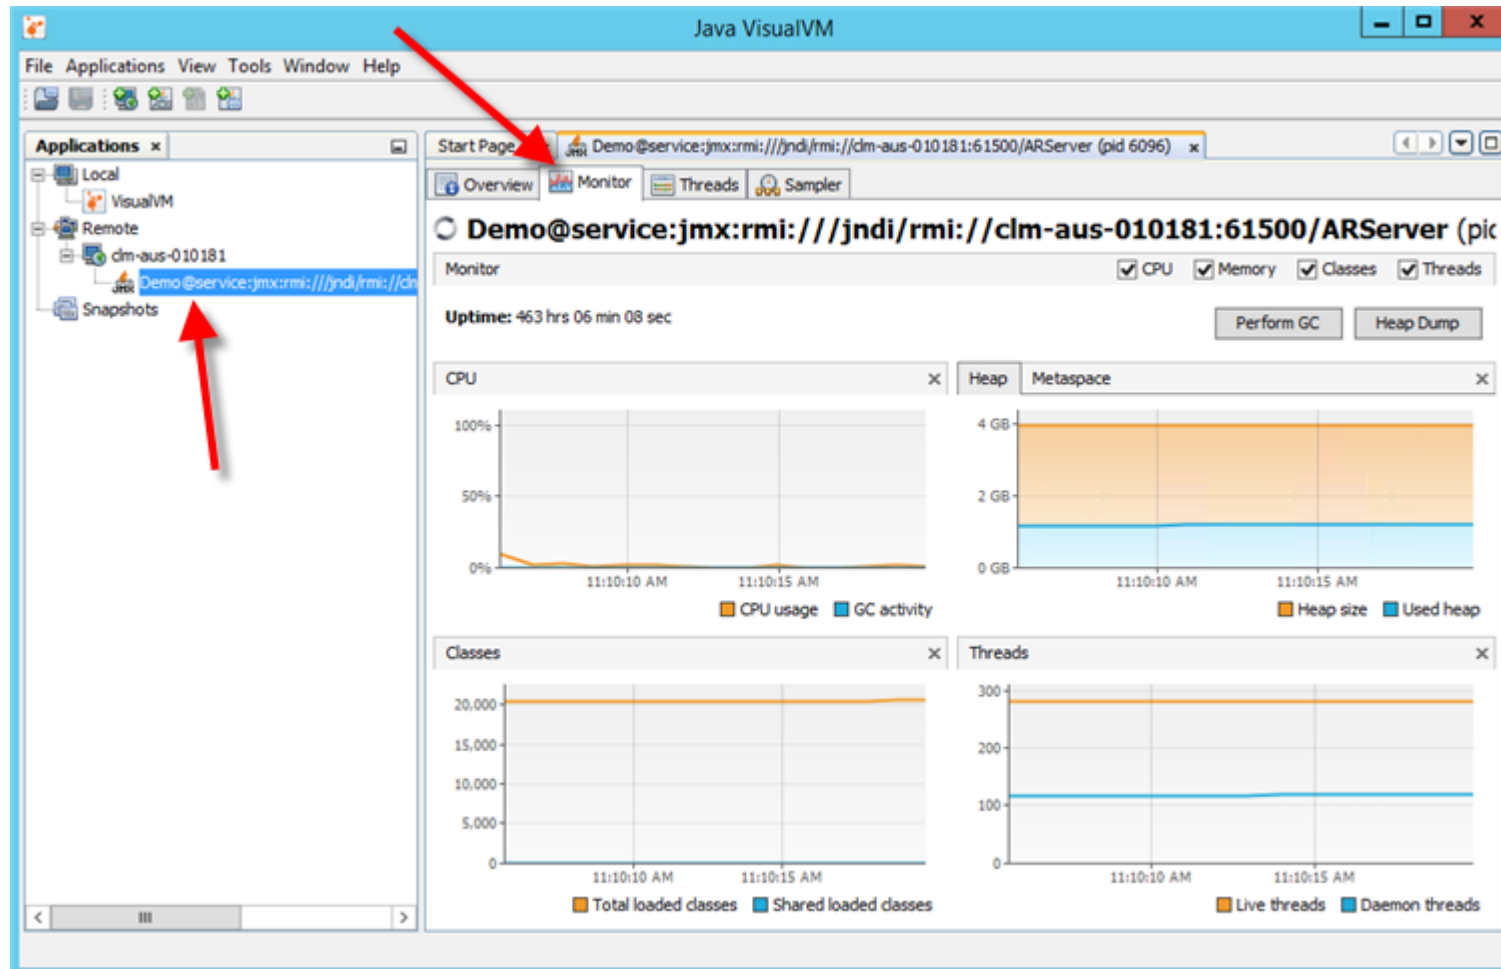 Java VisualVM
File Applications View Tools Window Help
Applications
Local
VisualVM
Remote
clm-aus-010181
Demo@service:jmx:rmi:///jndi/rmi://cln
Snapshots
Start Page
Demo@service:jmx:rmi:///jndi/rmi://clm-aus-010181:61500/ARServer (pid 6096)
Overview Monitor Threads Sampler
Demo@service:jmx:rmi:///jndi/rmi://clm-aus-010181:61500/ARServer (pic
Monitor CPU Memory Classes Threads
Uptime: 463 hrs 06 min 08 sec
Perform GC Heap Dump
CPU
100%
50%
0%
11:10:10 AM 11:10:15 AM
CPU usage GC activity
Heap Metaspace
4 GB
2 GB
0 GB
11:10:10 AM 11:10:15 AM
Heap size Used heap
Classes
20,000
15,000
10,000
5,000
0
11:10:10 AM 11:10:15 AM
Total loaded classes Shared loaded classes
Threads
300
200
100
0
11:10:10 AM 11:10:15 AM
Live threads Daemon threads